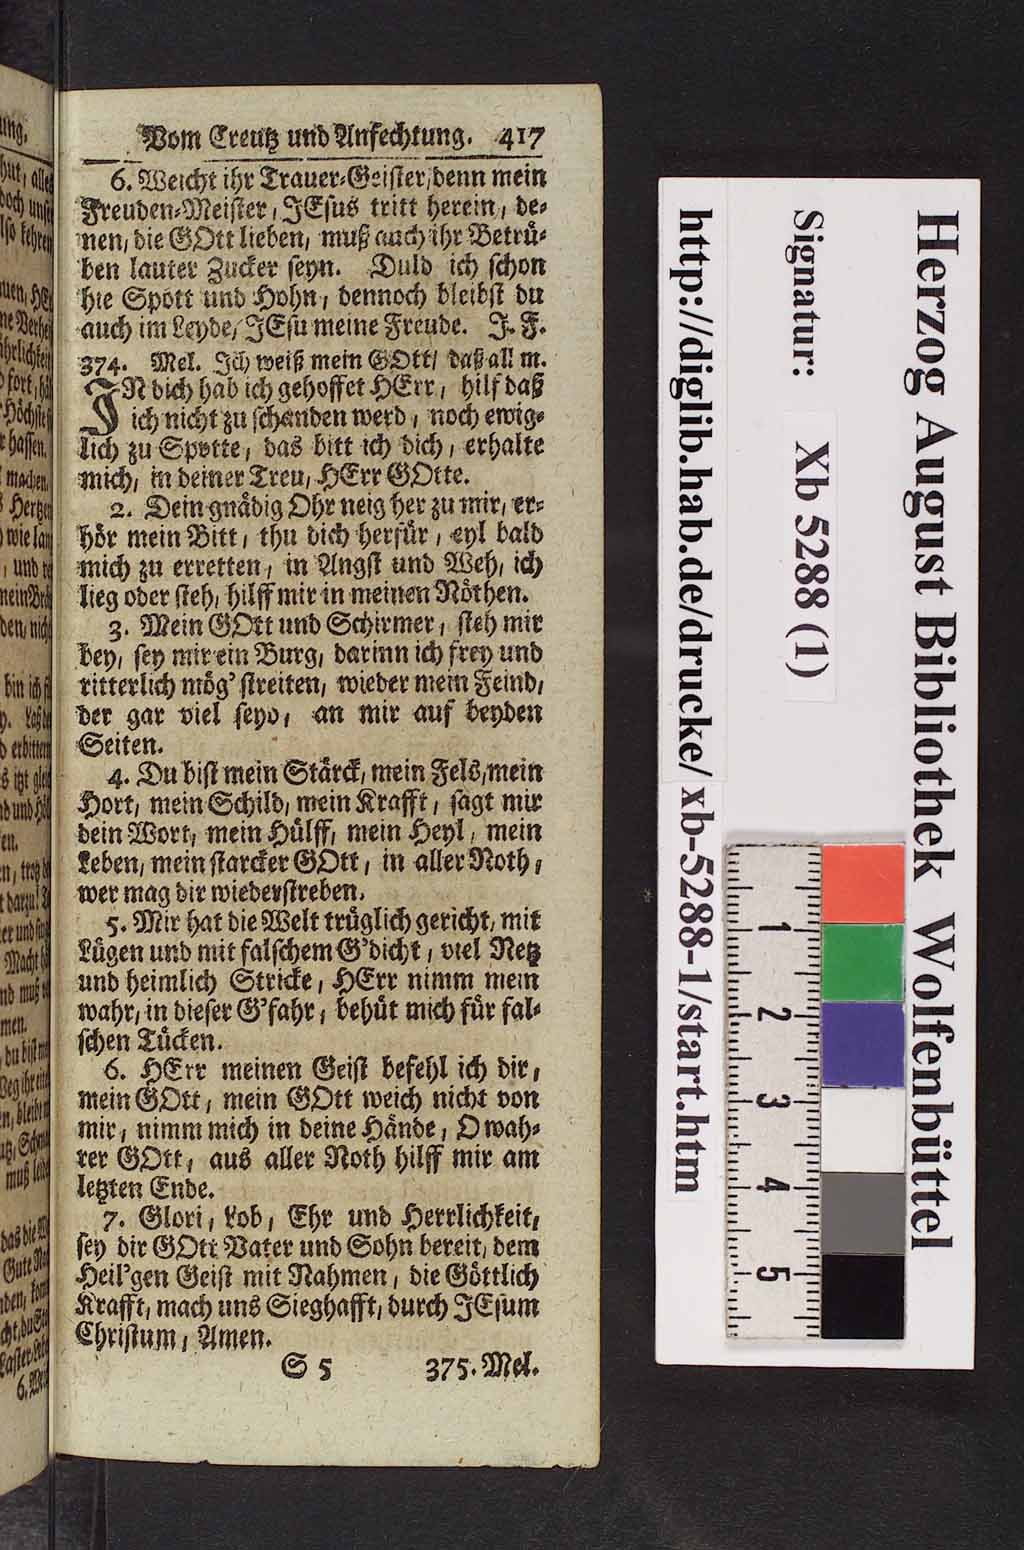 Vom Creutz und Anfechtung. 417
6. Weicht ihr Trauer-Geister, denn mein
Freuden-Meister, JEsus tritt herein, de-
nen, die GOtt lieben, muß auch ihr Betrü-
ben lauter Zucker seyn. Duld ich schon
hie Spott und Hohn, dennoch bleibst du
auch im Leyde, JEsu meine Freude. J. F.
374. Mel. Ich weiß mein GOtt/ daß all m.
IN dich hab ich gehoffet HErr, hilf daß
ich nicht zu schanden werd, noch ewig-
lich zu Spotte, das bitt ich dich, erhalte
mich, in deiner Treu, HErr GOtte.
2. Dein gnädig Ohr neig her zu mir, er-
hör mein Bitt, thu dich herfür, eyl bald
mich zu erretten, in Angst und Weh, ich
lieg oder steh, hilff mir in meinen Nöthen.
3. Mein GOtt und Schirmer, steh mir
bey, sey mir ein Burg, darinn ich frey und
ritterlich mög' streiten, wieder mein Feind,
der gar viel seyd, an mir auf beyden
Seiten.
4. Du bist mein Stärck, mein Fels, mein
Hort, mein Schild, mein Krafft, sagt mir
dein Wort, mein Hülff, mein Heyl, mein
Leben, mein starcker GOtt, in aller Noth,
wer mag dir wiederstreben.
5. Mir hat die Welt trüglich gericht, mit
Lügen und mit falschem G'dicht, viel Netz
und heimlich Stricke, HErr nimm mein
wahr, in dieser G'fahr, behüt mich für fal-
schen Tücken.
6. HErr meinen Geist befehl ich dir,
mein GOtt, mein GOtt weich nicht von
mir, nimm mich in deine Hände, O wah-
rer GOtt, aus aller Noth hilff mir am
letzten Ende.
7. Glori, Lob, Ehr und Herrlichkeit,
sey dir GOtt Vater und Sohn bereit, dem
Heil'gen Geist mit Nahmen, die Göttlich
Krafft, mach uns Sieghafft, durch JEsum
Christum, Amen.
S 5 375. Mel.
Herzog August Bibliothek Wolfenbüttel
Signatur: Xb 5288 (1)
http://diglib.hab.de/drucke/xb-5288-1/start.htm
1
2
3
4
5